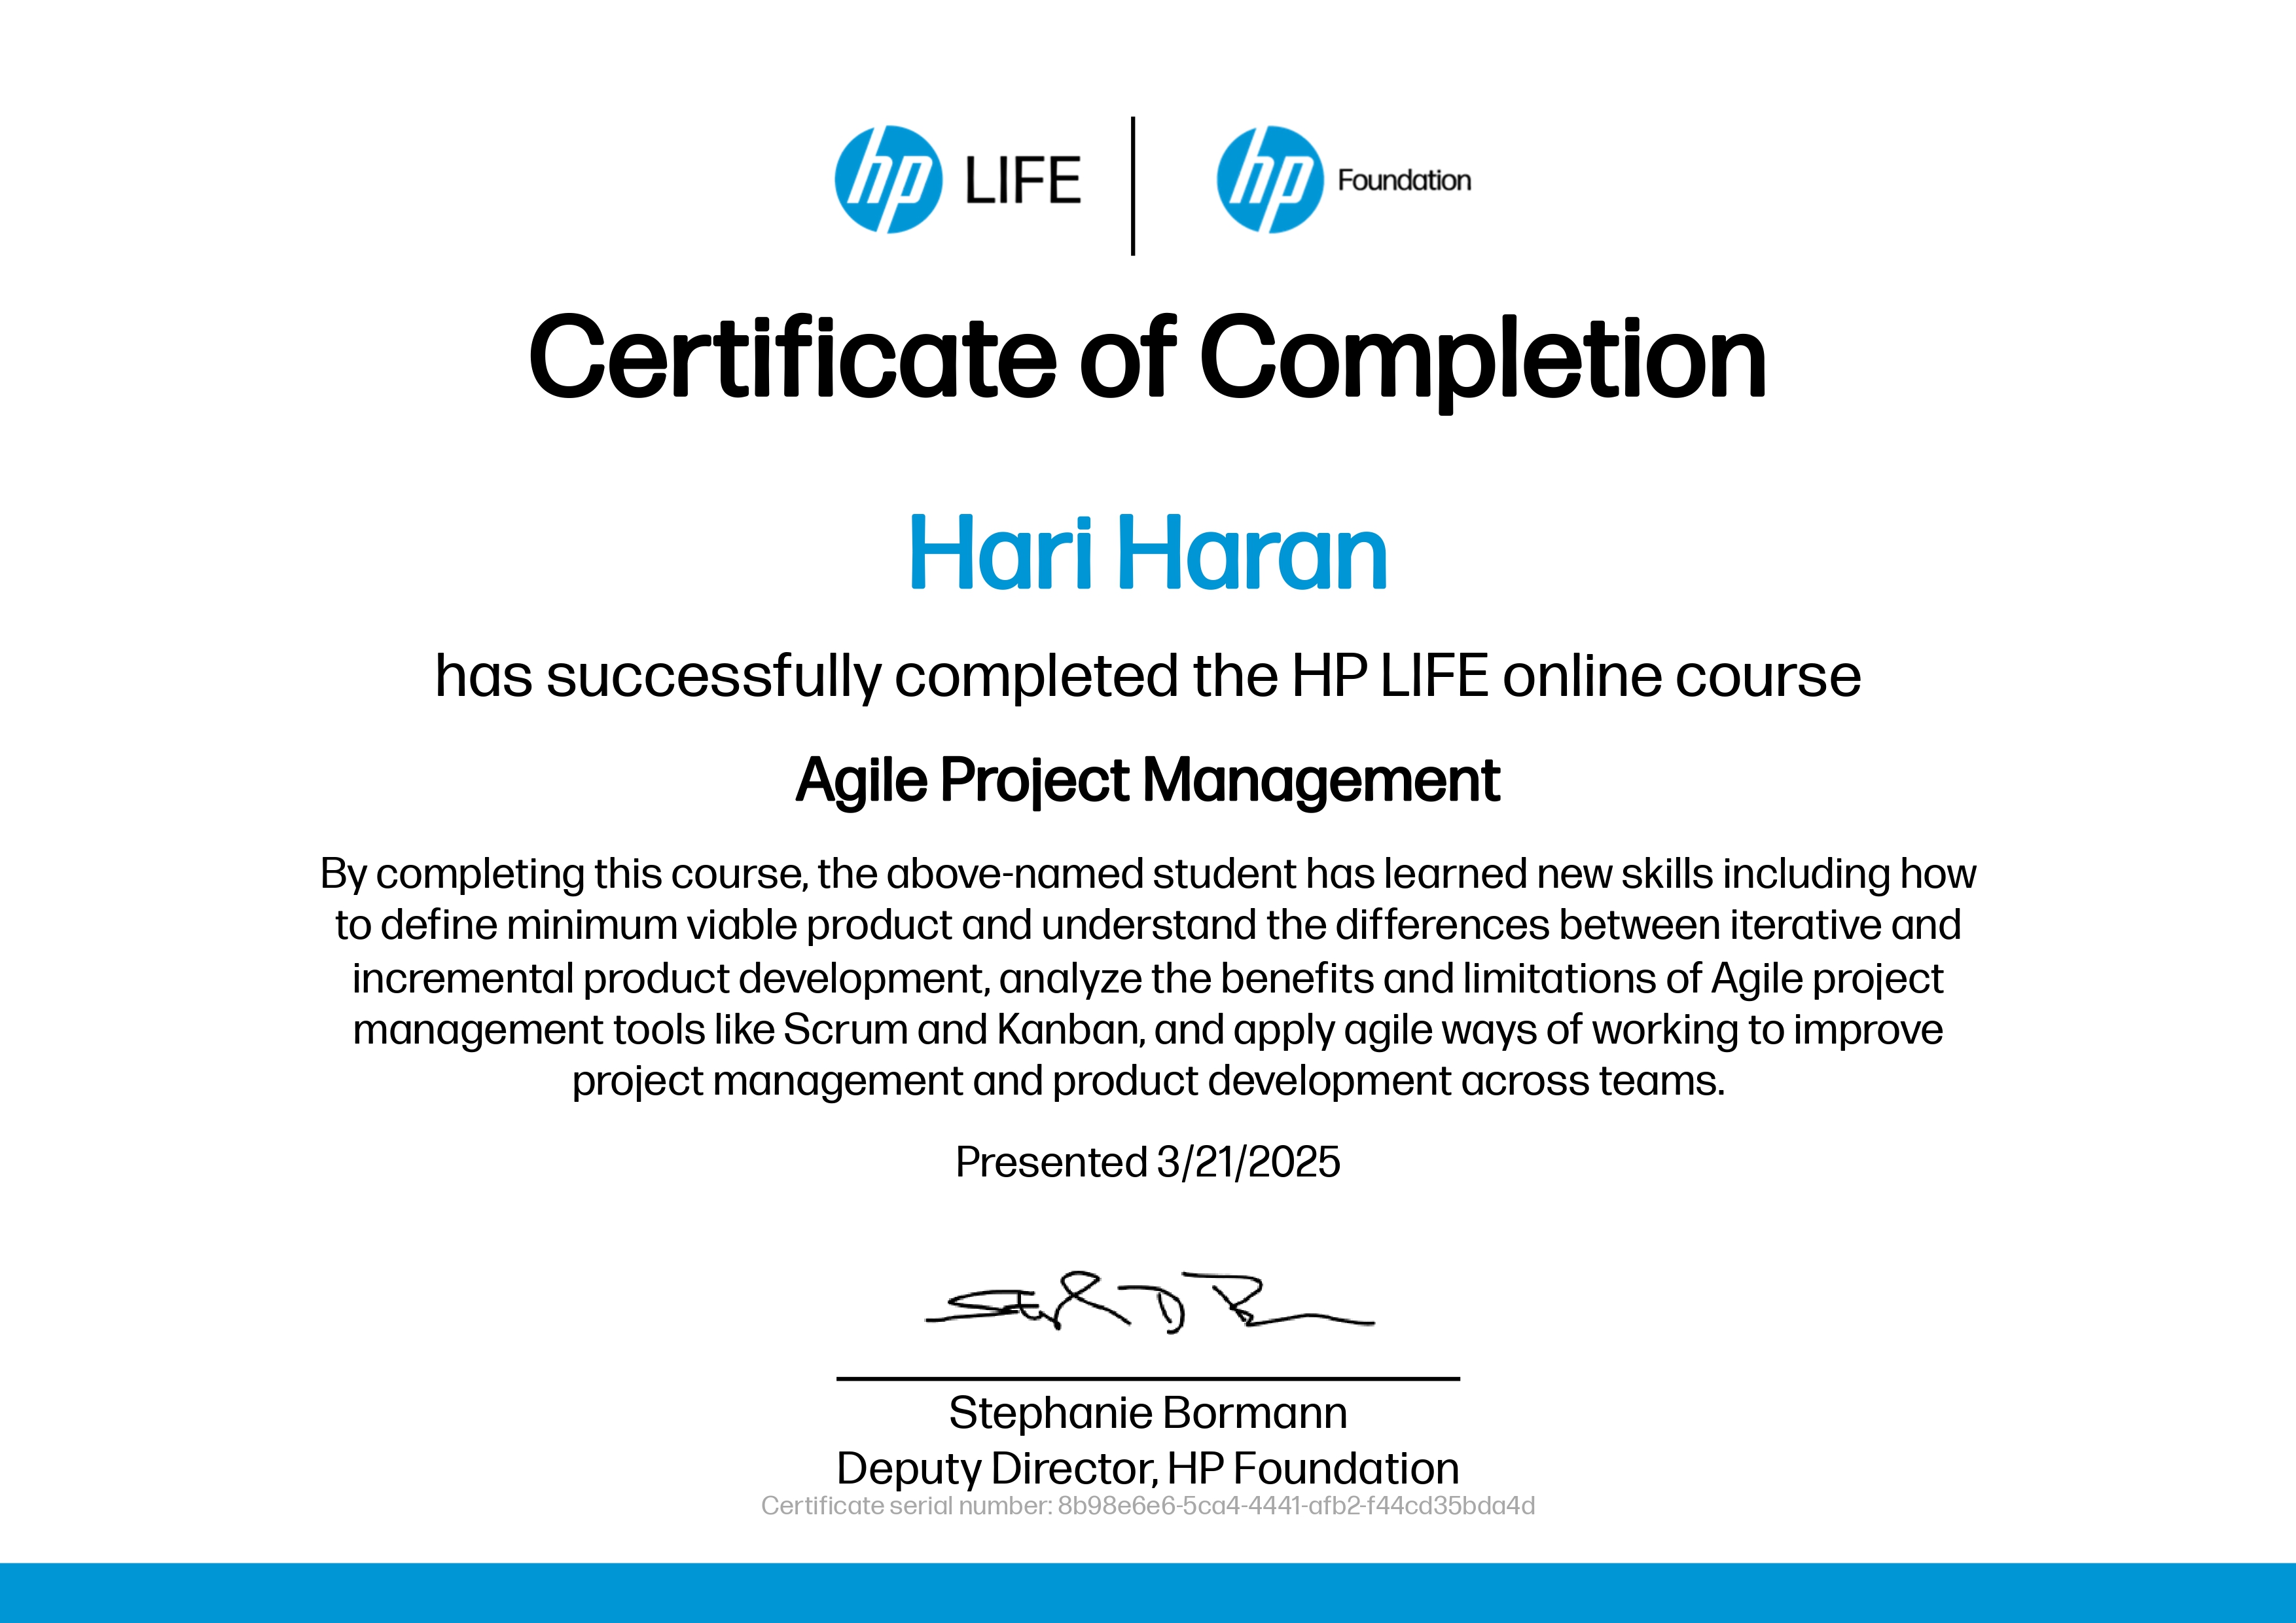 hp LIFE | hp Foundation
Certificate of Completion
Hari Haran
has successfully completed the HP LIFE online course
Agile Project Management
By completing this course, the above-named student has learned new skills including how
to define minimum viable product and understand the differences between iterative and
incremental product development, analyze the benefits and limitations of Agile project
management tools like Scrum and Kanban, and apply agile ways of working to improve
project management and product development across teams.
Presented 3/21/2025
Stephanie Bormann
Deputy Director, HP Foundation
Certificate serial number: 8b98e6e6-5ca4-4441-afb2-f44cd35bda4d